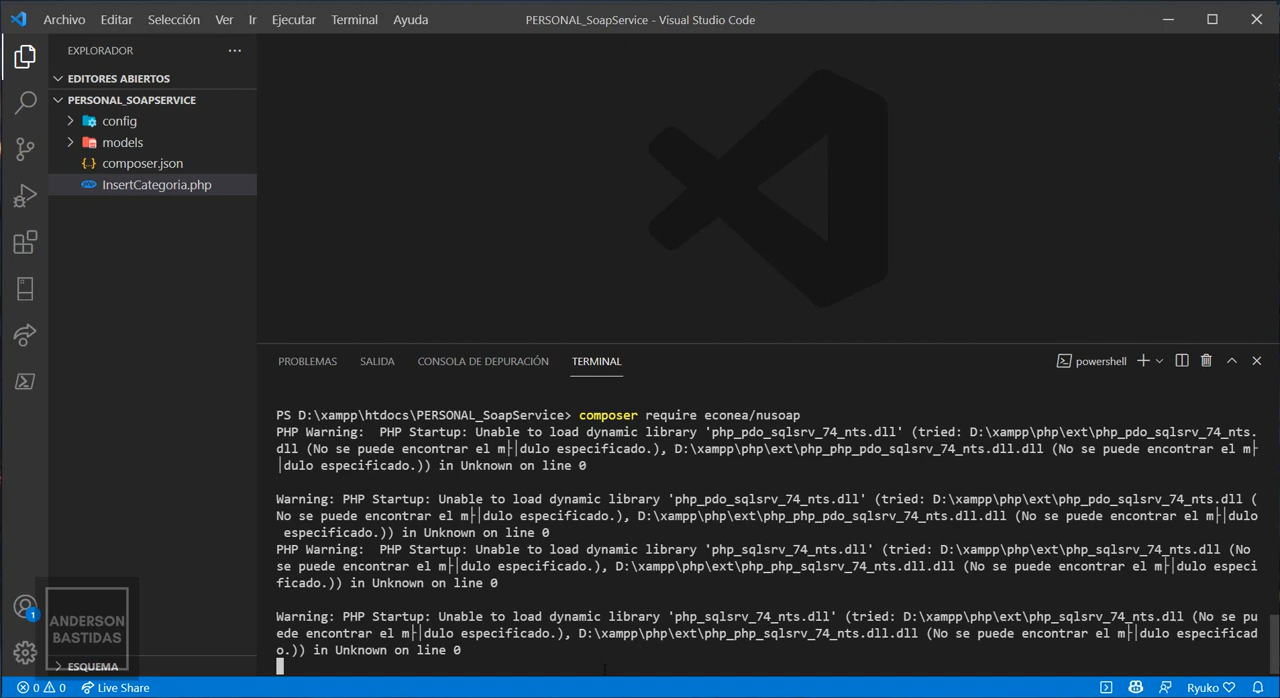 Archivo Editar Selección Ver Ir Ejecutar Terminal Ayuda
PERSONAL_SoapService - Visual Studio Code
EXPLORADOR
EDITORES ABIERTOS
PERSONAL_SOAPSERVICE
config
models
composer.json
InsertCategoria.php
PROBLEMAS SALIDA CONSOLA DE DEPURACIÓN TERMINAL
powershell
PS D:\xampp\htdocs\PERSONAL_SoapService> composer require econea/nusoap
PHP Warning:  PHP Startup: Unable to load dynamic library 'php_pdo_sqlsrv_74_nts.dll' (tried: D:\xampp\php\ext\php_pdo_sqlsrv_74_nts.
dll (No se puede encontrar el m├│dulo especificado.), D:\xampp\php\ext\php_php_pdo_sqlsrv_74_nts.dll.dll (No se puede encontrar el m├
│dulo especificado.)) in Unknown on line 0
Warning: PHP Startup: Unable to load dynamic library 'php_pdo_sqlsrv_74_nts.dll' (tried: D:\xampp\php\ext\php_pdo_sqlsrv_74_nts.dll (
No se puede encontrar el m├│dulo especificado.), D:\xampp\php\ext\php_php_pdo_sqlsrv_74_nts.dll.dll (No se puede encontrar el m├│dulo
especificado.)) in Unknown on line 0
PHP Warning:  PHP Startup: Unable to load dynamic library 'php_sqlsrv_74_nts.dll' (tried: D:\xampp\php\ext\php_sqlsrv_74_nts.dll (No
se puede encontrar el m├│dulo especificado.), D:\xampp\php\ext\php_php_sqlsrv_74_nts.dll.dll (No se puede encontrar el m├│dulo especi
ficado.)) in Unknown on line 0
Warning: PHP Startup: Unable to load dynamic library 'php_sqlsrv_74_nts.dll' (tried: D:\xampp\php\ext\php_sqlsrv_74_nts.dll (No se pu
ede encontrar el m├│dulo especificado.), D:\xampp\php\ext\php_php_sqlsrv_74_nts.dll.dll (No se puede encontrar el m├│dulo especificad
o.)) in Unknown on line 0
1
ANDERSON
BASTIDAS
ESQUEMA
0 0 Live Share
Ryuko